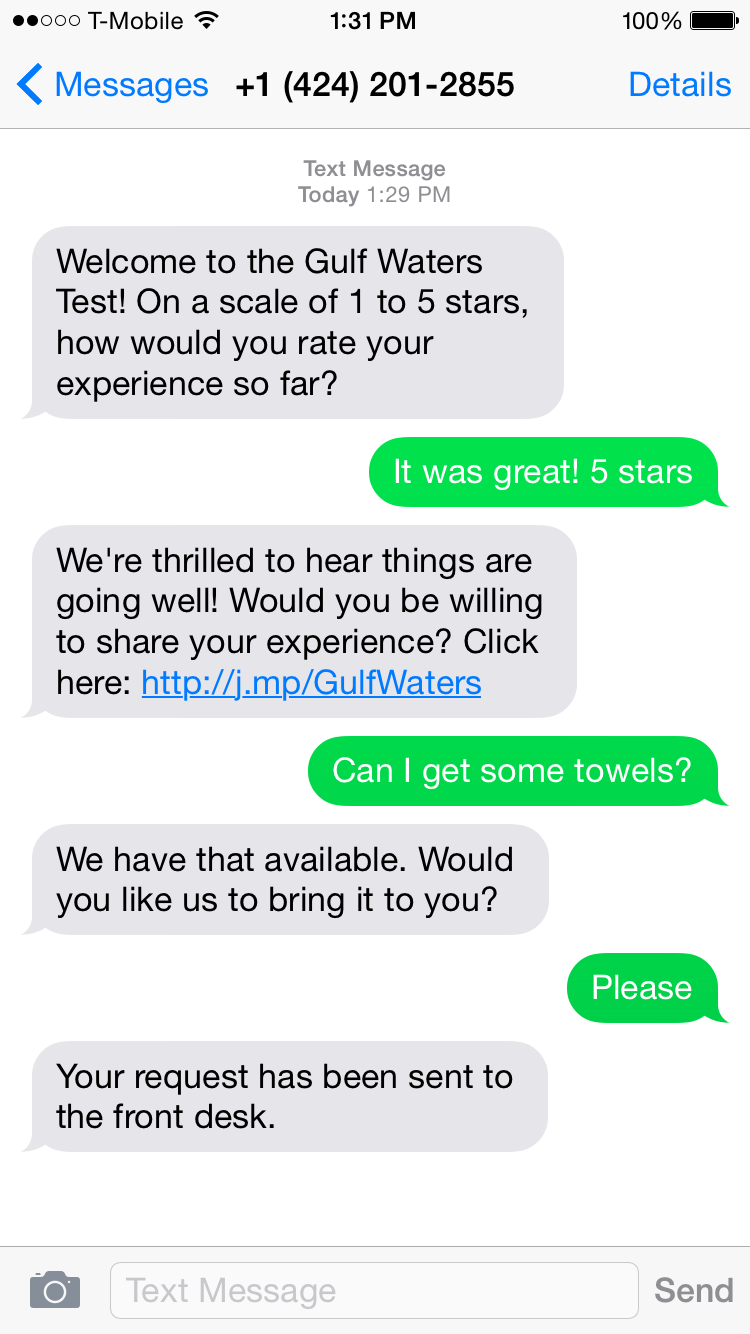 T-Mobile 1:31 PM 100%
Messages +1 (424) 201-2855 Details
Text Message
Today 1:29 PM
Welcome to the Gulf Waters
Test! On a scale of 1 to 5 stars,
how would you rate your
experience so far?
It was great! 5 stars
We're thrilled to hear things are
going well! Would you be willing
to share your experience? Click
here: http://j.mp/GulfWaters
Can I get some towels?
We have that available. Would
you like us to bring it to you?
Please
Your request has been sent to
the front desk.
Text Message Send